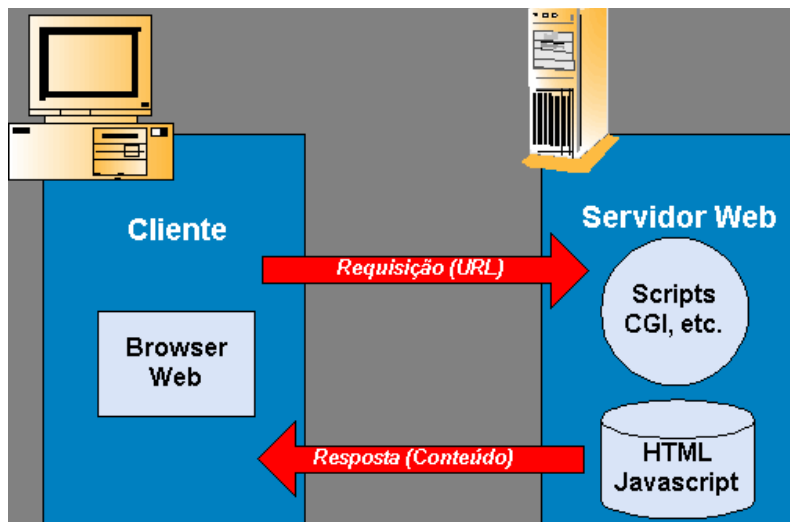 Cliente
Servidor Web
Requisição (URL)
Scripts
CGI, etc.
Browser
Web
Resposta (Conteúdo)
HTML
Javascript